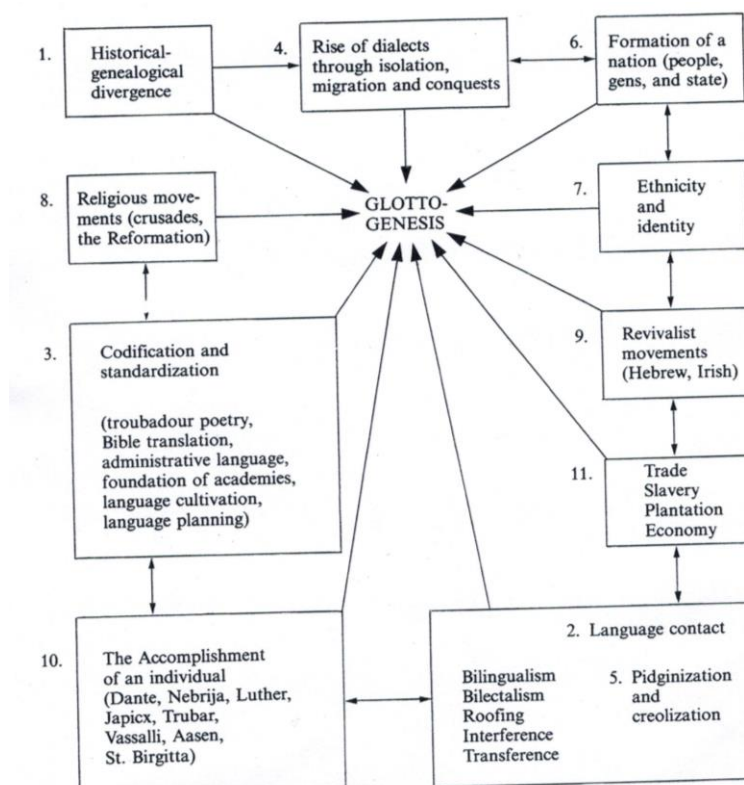 1.
Historical-
genealogical
divergence
4.
Rise of dialects
through isolation,
migration and conquests
6.
Formation of a
nation (people,
gens, and state)
8.
Religious move-
ments (crusades,
the Reformation)
GLOTTO-
GENESIS
7.
Ethnicity
and
identity
3.
Codification and
standardization
(troubadour poetry,
Bible translation,
administrative language,
foundation of academies,
language cultivation,
language planning)
9.
Revivalist
movements
(Hebrew, Irish)
11.
Trade
Slavery
Plantation
Economy
10.
The Accomplishment
of an individual
(Dante, Nebrija, Luther,
Japicx, Trubar,
Vassalli, Aasen,
St. Birgitta)
2. Language contact
Bilingualism
Bilectalism
Roofing
Interference
Transference
5. Pidginization
and
creolization